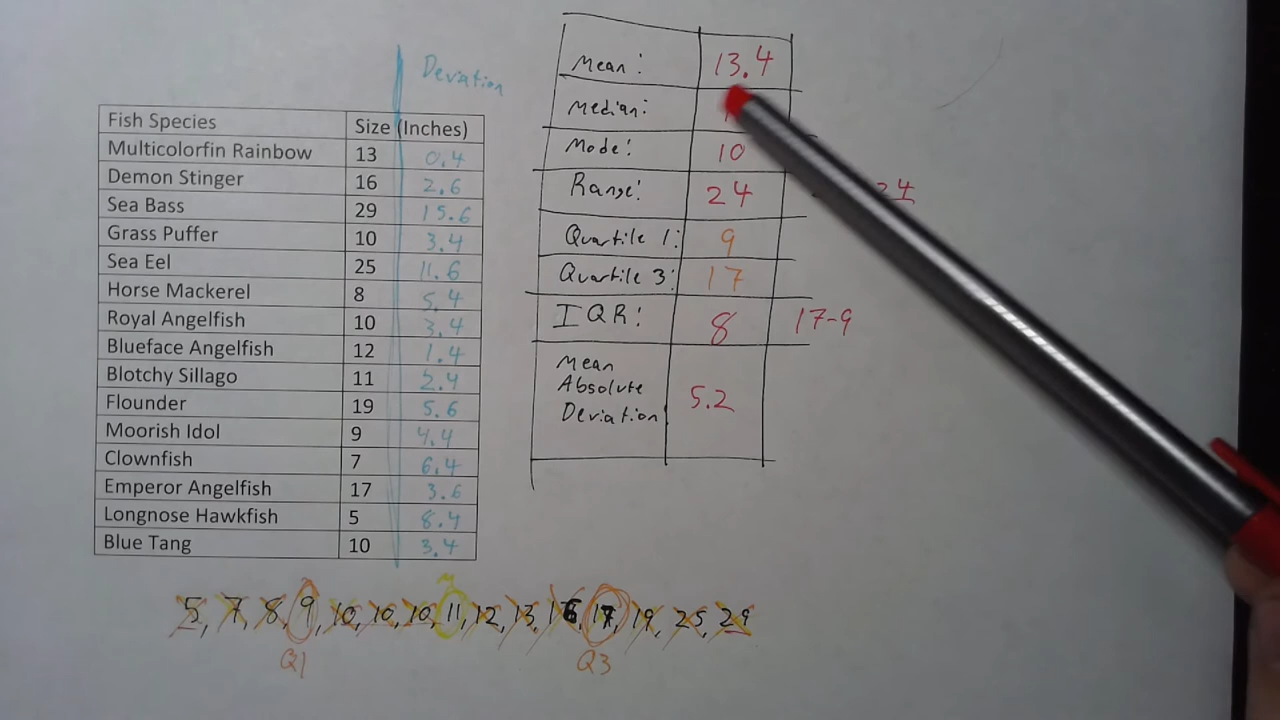 Deviation
Fish Species Size (Inches)
Multicolorfin Rainbow 13 0.4
Demon Stinger 16 2.6
Sea Bass 29 15.6
Grass Puffer 10 3.4
Sea Eel 25 11.6
Horse Mackerel 8 5.4
Royal Angelfish 10 3.4
Blueface Angelfish 12 1.4
Blotchy Sillago 11 2.4
Flounder 19 5.6
Moorish Idol 9 4.4
Clownfish 7 6.4
Emperor Angelfish 17 3.6
Longnose Hawkfish 5 8.4
Blue Tang 10 3.4
Mean: 13.4
Median:
Mode: 10
Range: 24 24
Quartile 1: 9
Quartile 3: 17
IQR: 8 17-9
Mean
Absolute
Deviation 5.2
M
5, 7, 8, 9, 10, 10, 10, 11, 12, 13, 16, 17, 19, 25, 29
Q1 Q3